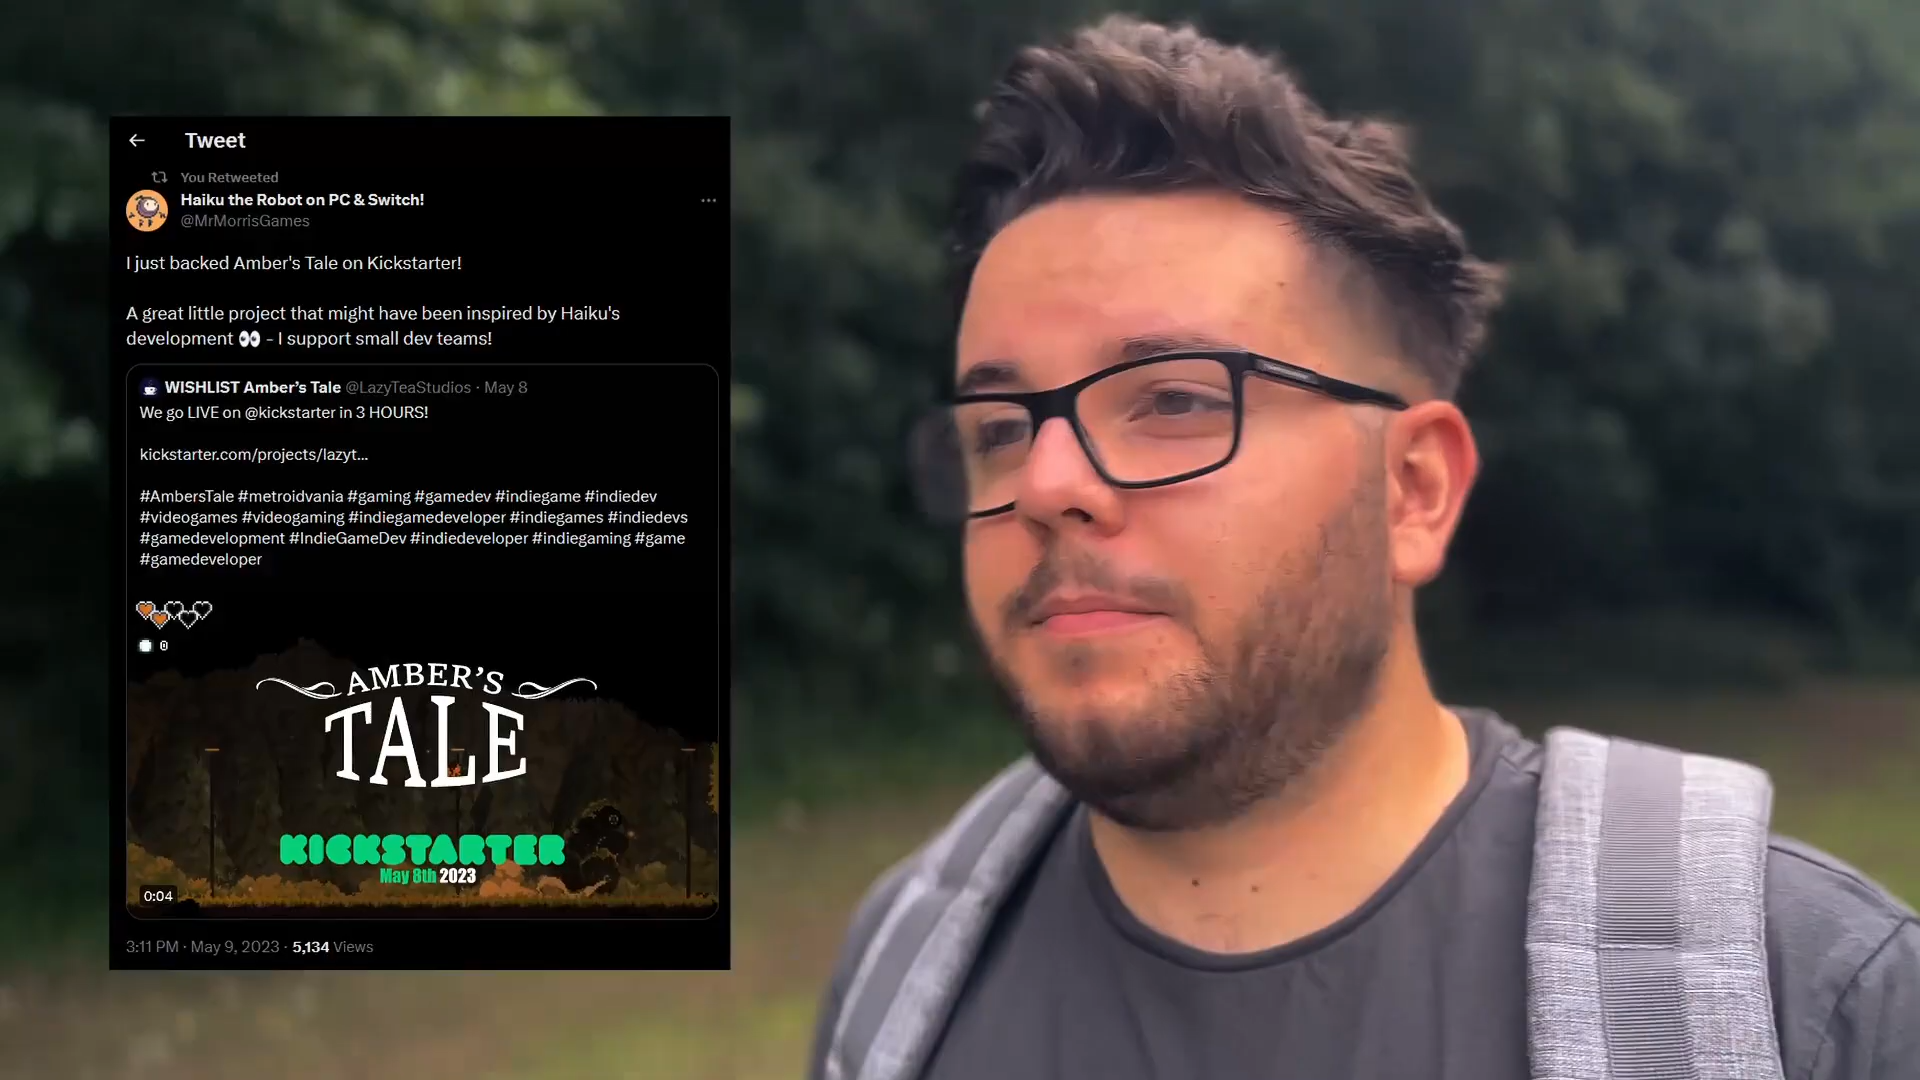 Tweet
You Retweeted
Haiku the Robot on PC & Switch!
@MrMorrisGames
I just backed Amber's Tale on Kickstarter!
A great little project that might have been inspired by Haiku's
development 👀 - I support small dev teams!
WISHLIST Amber's Tale @LazyTeaStudios · May 8
We go LIVE on @kickstarter in 3 HOURS!
kickstarter.com/projects/lazyt...
#AmbersTale #metroidvania #gaming #gamedev #indiegame #indiedev
#videogames #videogaming #indiegamedeveloper #indiegames #indiedevs
#gamedevelopment #IndieGameDev #indiedeveloper #indiegaming #game
#gamedeveloper
0
AMBER'S
TALE
KICKSTARTER
May 8th 2023
0:04
3:11 PM · May 9, 2023 · 5,134 Views